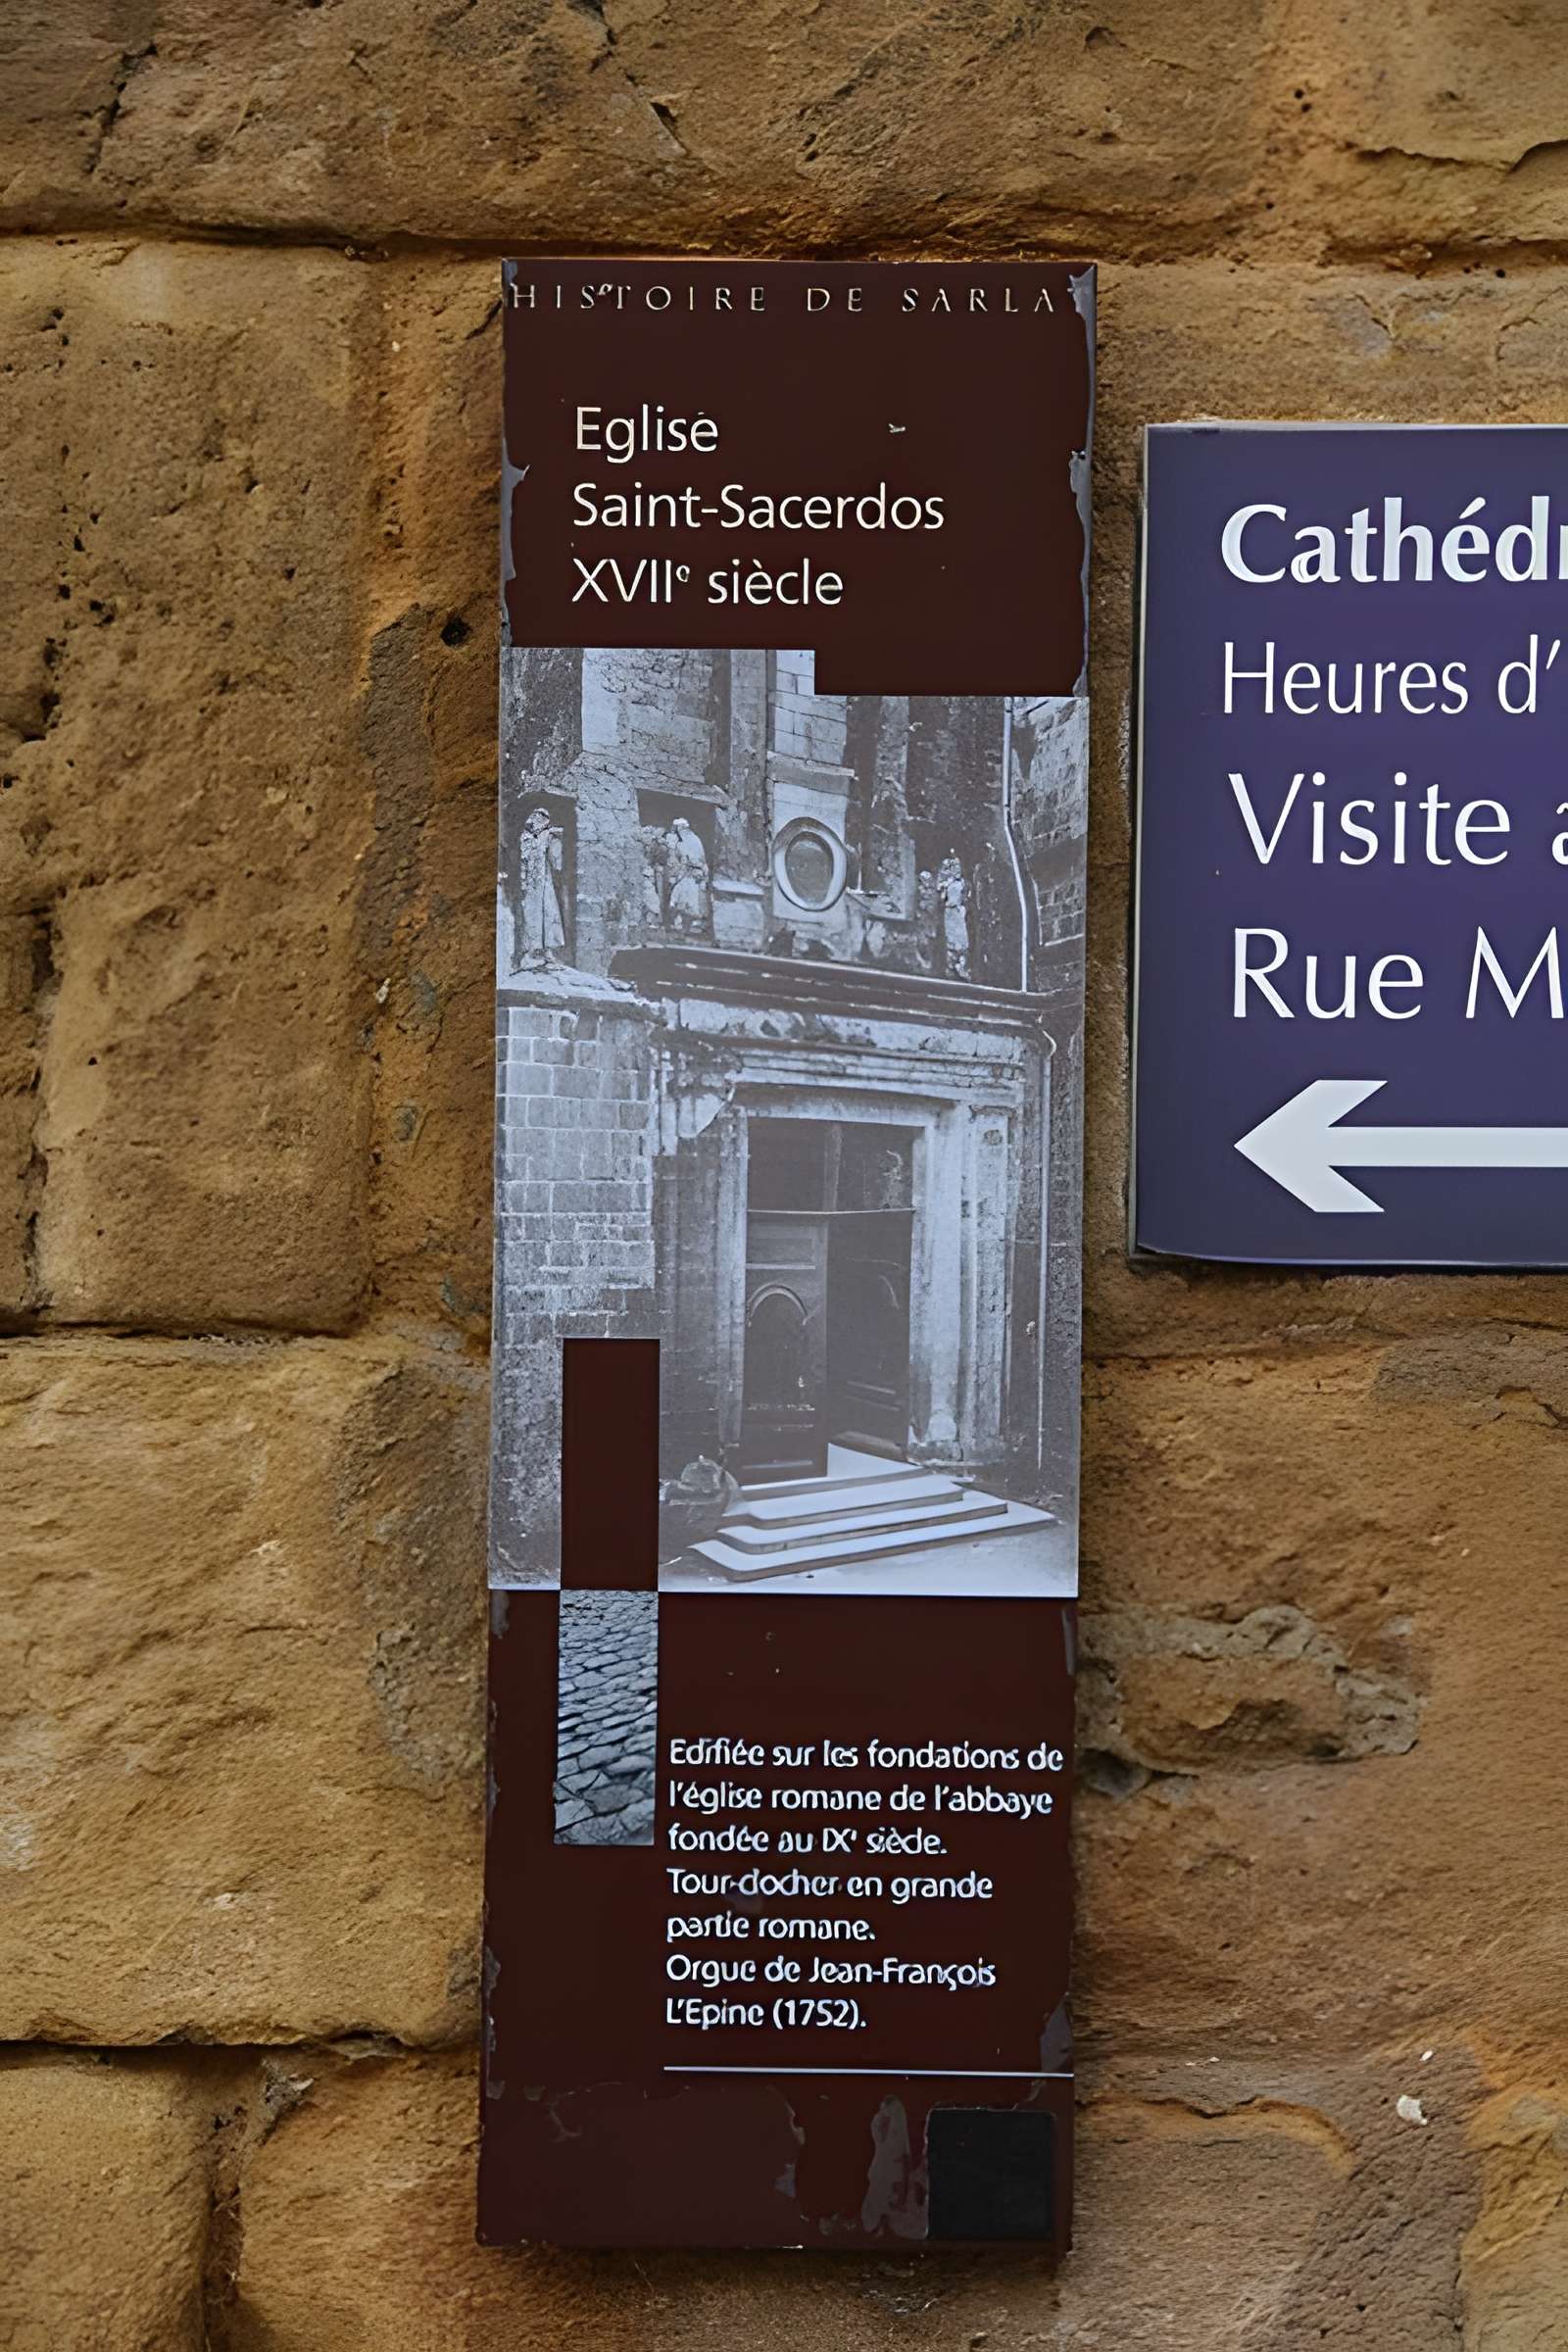 HISTOIRE DE SARLAT
Eglise
Saint-Sacerdos
XVIIe siècle
Edifiée sur les fondations de
l'église romane de l'abbaye
fondée au IXe siècle.
Tour-clocher en grande
partie romane.
Orgue de Jean-François
L'Epine (1752).
Cathéd
Heures d'
Visite a
Rue M